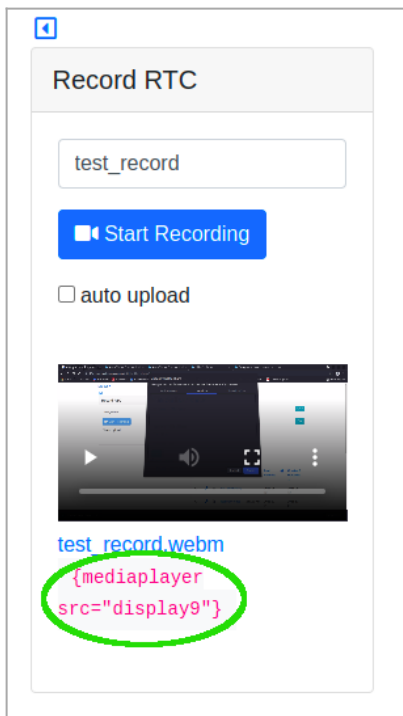 Record RTC
test_record
Start Recording
auto upload
test_record.webm
{mediaplayer
src="display9"}